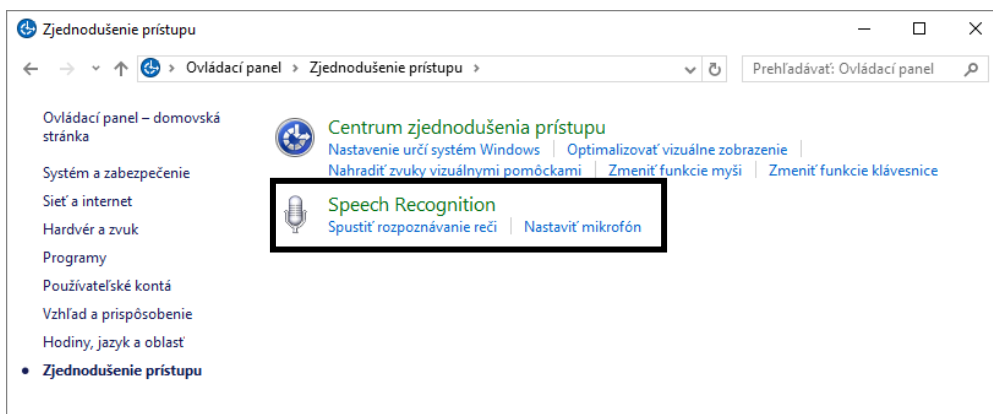 Zjednodušenie prístupu
Ovládací panel › Zjednodušenie prístupu ›
Prehľadávať: Ovládací panel
Ovládací panel – domovská
stránka
Systém a zabezpečenie
Sieť a internet
Hardvér a zvuk
Programy
Používateľské kontá
Vzhľad a prispôsobenie
Hodiny, jazyk a oblasť
Zjednodušenie prístupu
Centrum zjednodušenia prístupu
Nastavenie určí systém Windows | Optimalizovať vizuálne zobrazenie |
Nahradiť zvuky vizuálnymi pomôckami | Zmeniť funkcie myši | Zmeniť funkcie klávesnice
Speech Recognition
Spustiť rozpoznávanie reči | Nastaviť mikrofón